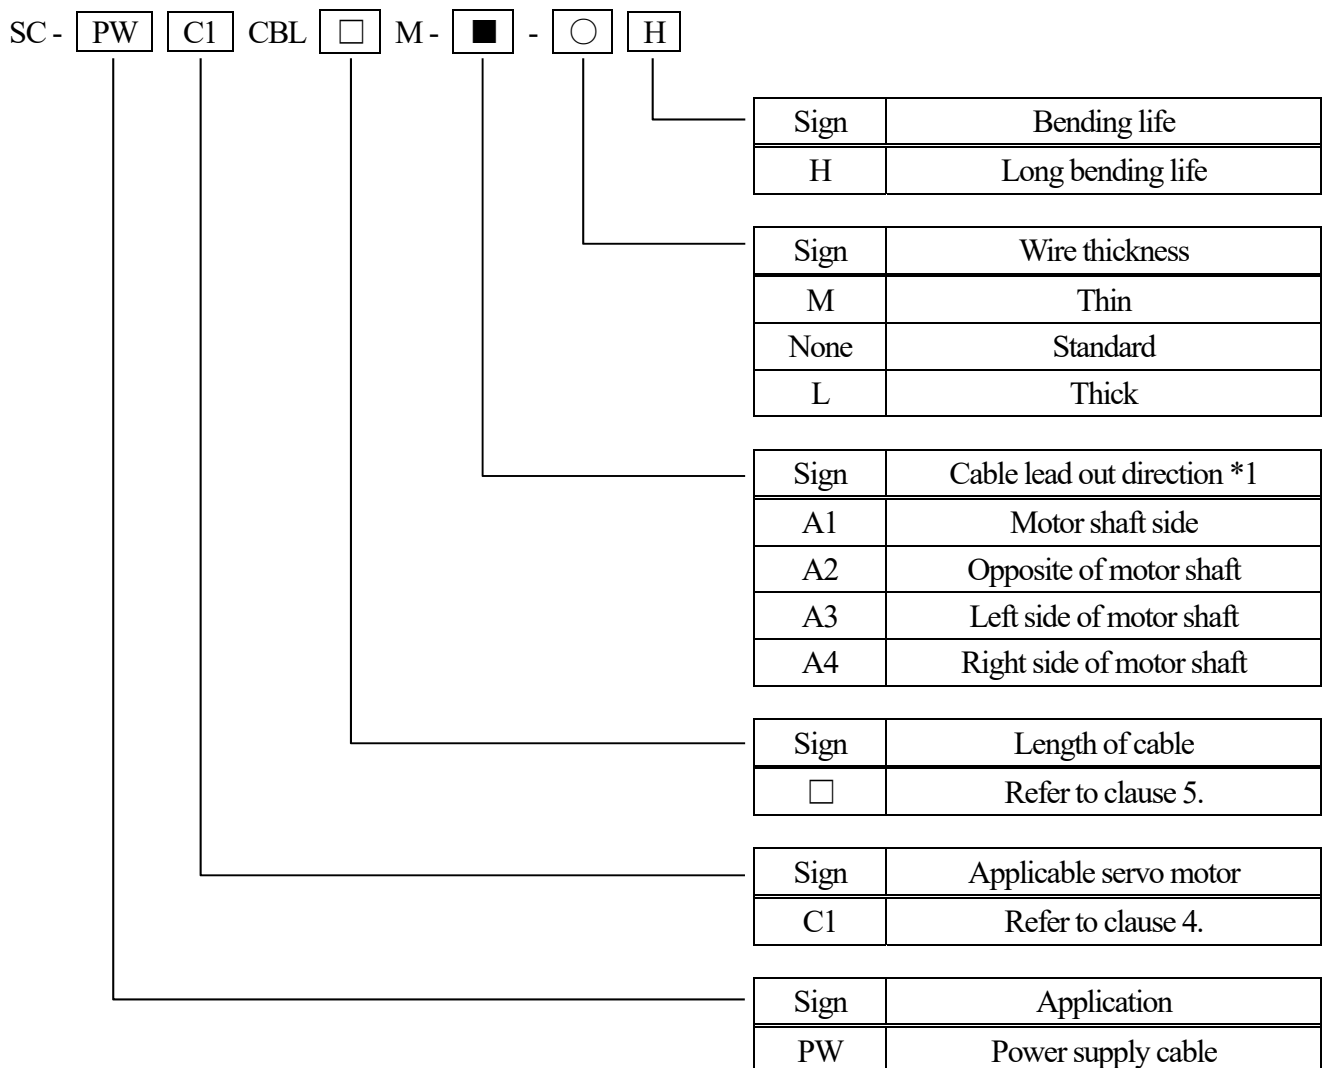 SC - PW C1 CBL □ M - ■ - ○ H
Sign Bending life
H Long bending life
Sign Wire thickness
M Thin
None Standard
L Thick
Sign Cable lead out direction *1
A1 Motor shaft side
A2 Opposite of motor shaft
A3 Left side of motor shaft
A4 Right side of motor shaft
Sign Length of cable
□ Refer to clause 5.
Sign Applicable servo motor
C1 Refer to clause 4.
Sign Application
PW Power supply cable